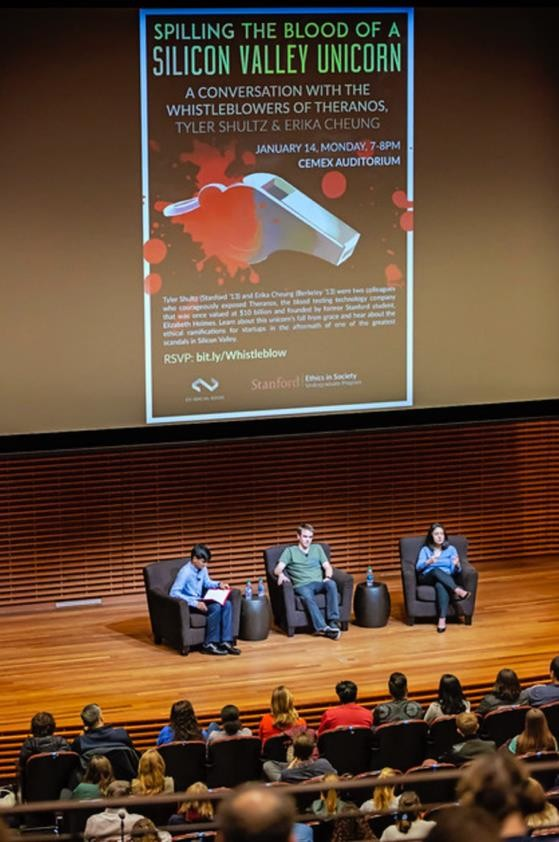 SPILLING THE BLOOD OF A
SILICON VALLEY UNICORN
A CONVERSATION WITH THE
WHISTLEBLOWERS OF THERANOS,
TYLER SHULTZ & ERIKA CHEUNG
JANUARY 14, MONDAY, 7-8PM
CEMEX AUDITORIUM
Tyler Shultz (Stanford '13) and Erika Cheung (Berkeley '13) were two colleagues
who courageously exposed Theranos, the blood testing technology company
that was once valued at $10 billion and founded by former Stanford student,
Elizabeth Holmes. Learn about this unicorn's fall from grace and hear about the
ethical ramifications for startups in the aftermath of one of the greatest
scandals in Silicon Valley.
RSVP: bit.ly/Whistleblow
Stanford
Ethics in Society
Undergraduate Program